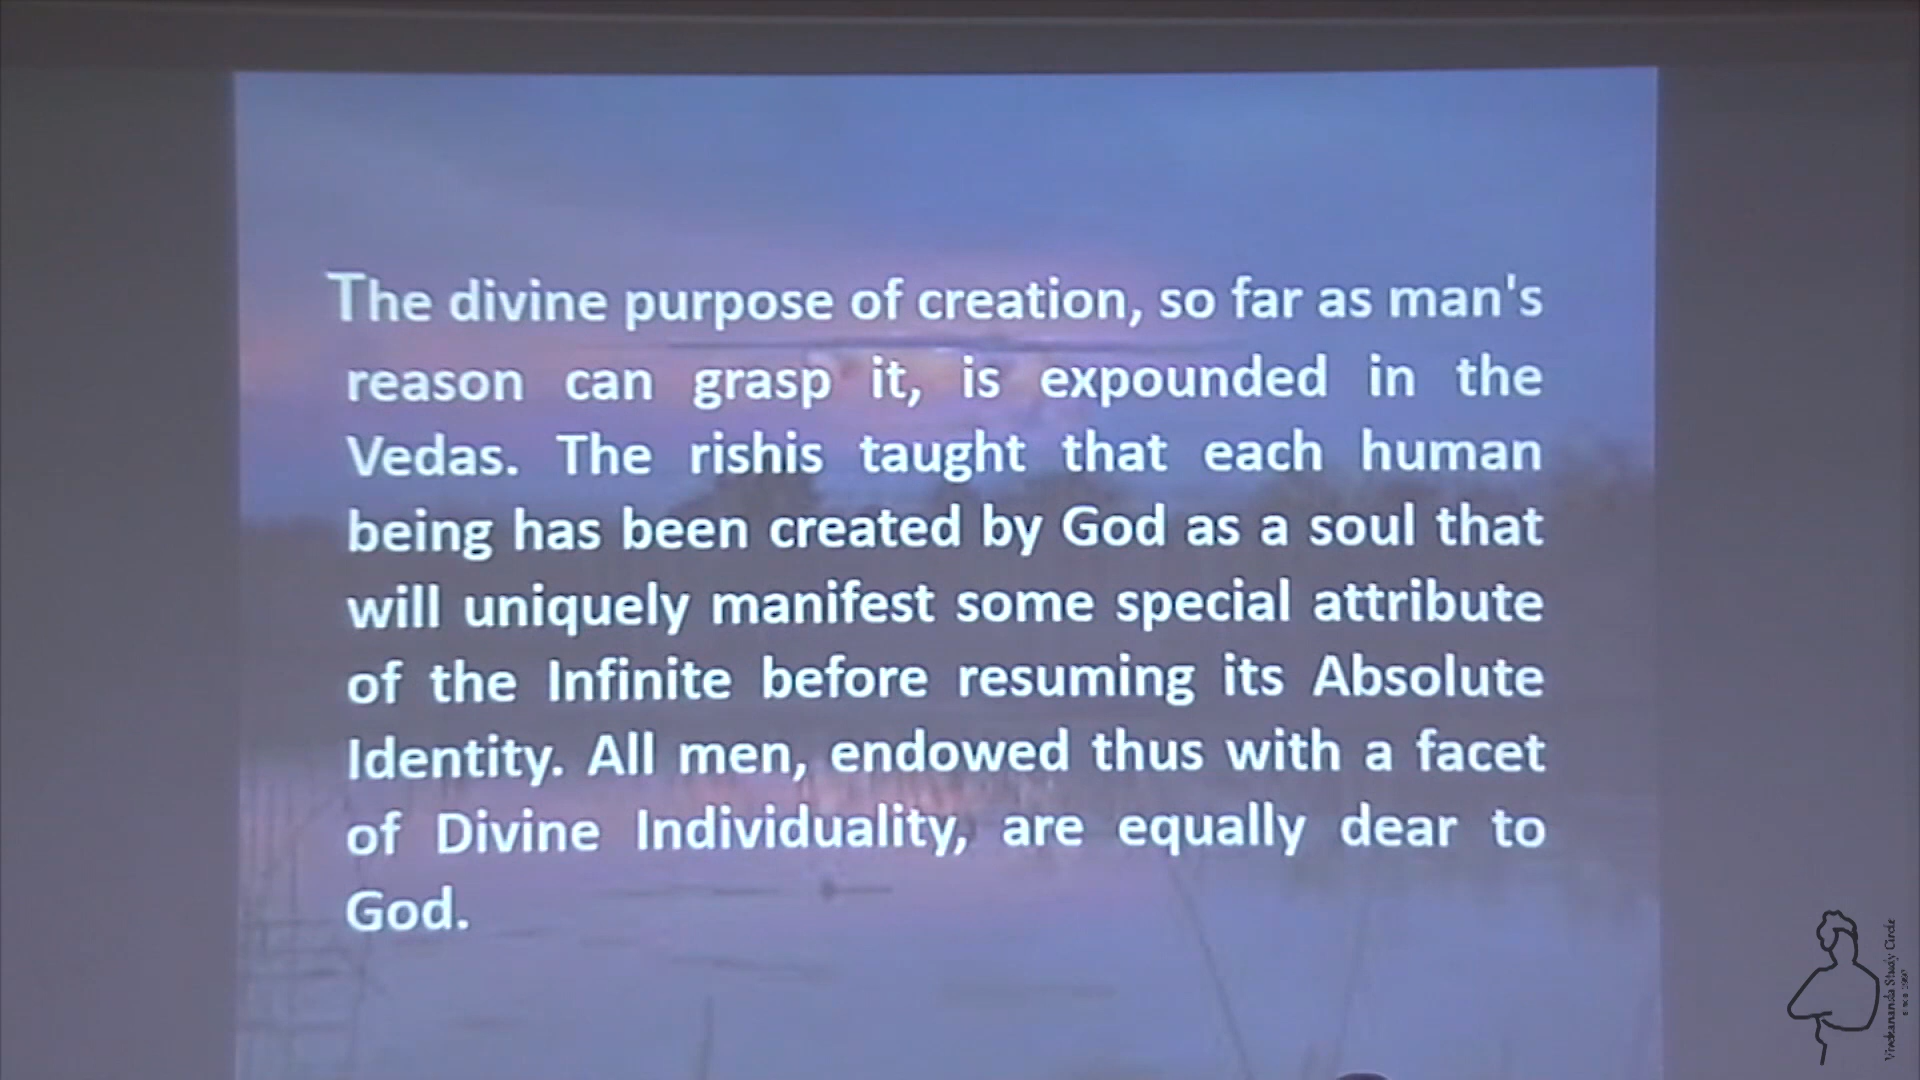 The divine purpose of creation, so far as man's
reason can grasp it, is expounded in the
Vedas. The rishis taught that each human
being has been created by God as a soul that
will uniquely manifest some special attribute
of the Infinite before resuming its Absolute
Identity. All men, endowed thus with a facet
of Divine Individuality, are equally dear to
God.
Vivekananda Study Circle